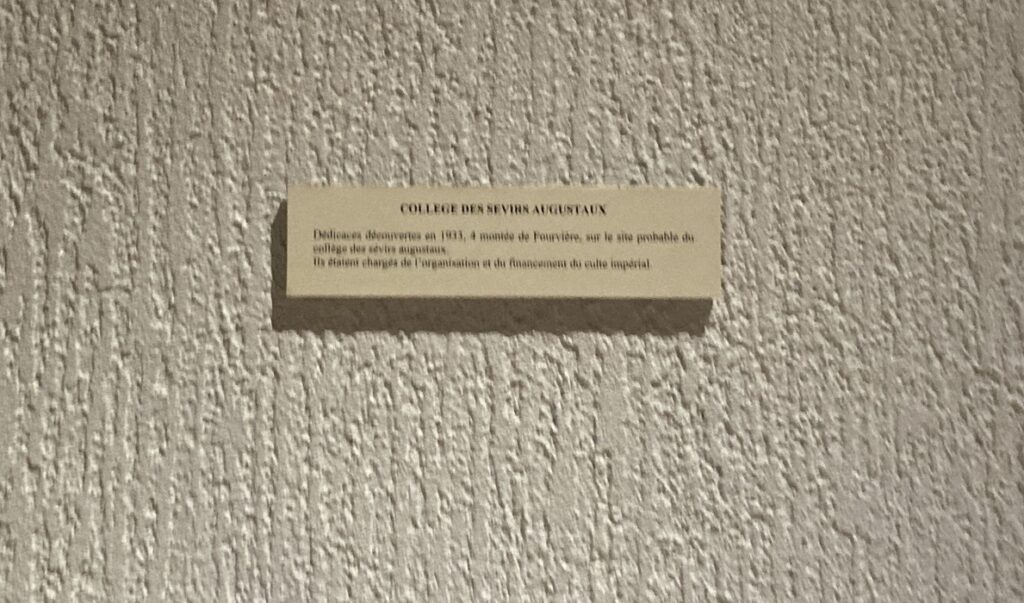 COLLEGE DES SEVIRS AUGUSTAUX
Dédicaces découvertes en 1933, 4 montée de Fourvière, sur le site probable du
collège des sévirs augustaux.
Ils étaient chargés de l'organisation et du financement du culte impérial.